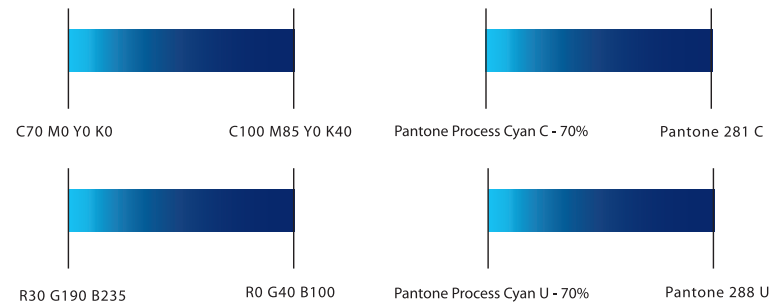 C70 M0 Y0 K0
C100 M85 Y0 K40
Pantone Process Cyan C - 70%
Pantone 281 C
R30 G190 B235
R0 G40 B100
Pantone Process Cyan U - 70%
Pantone 288 U